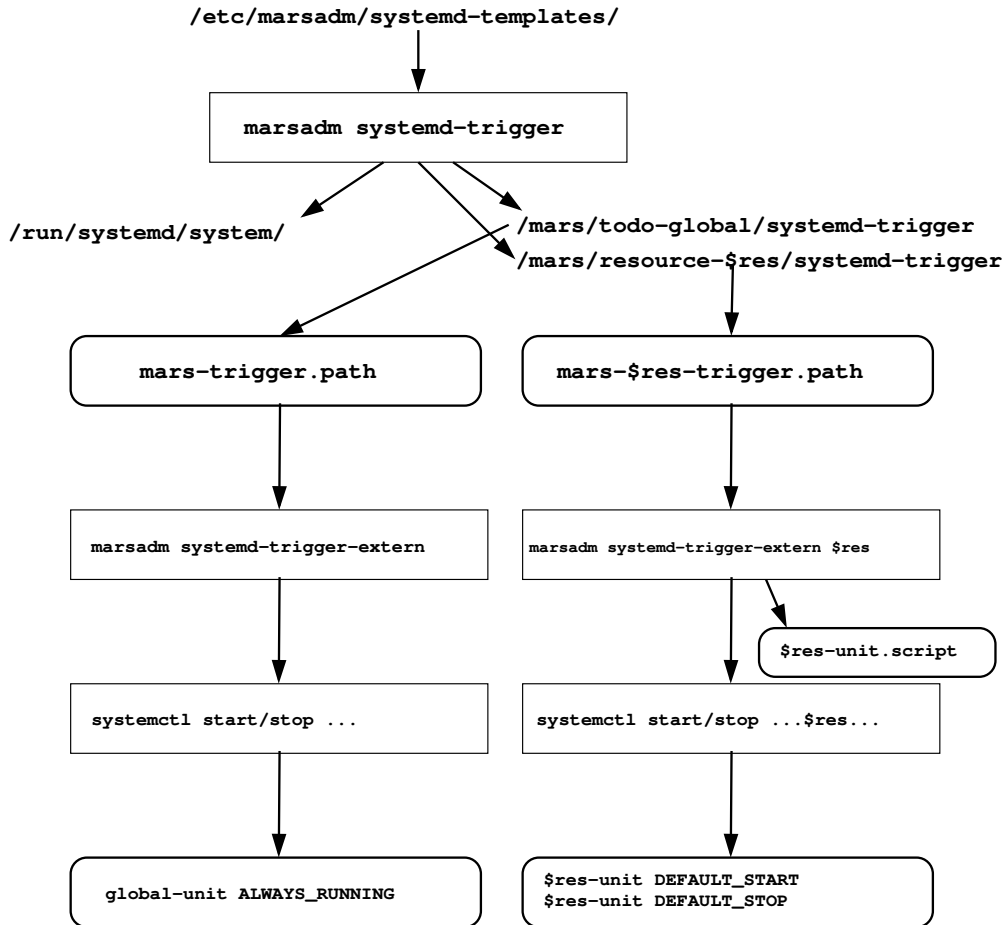 /etc/marsadm/systemd-templates/
marsadm systemd-trigger
/run/systemd/system/
/mars/todo-global/systemd-trigger
/mars/resource-$res/systemd-trigger
mars-trigger.path
mars-$res-trigger.path
marsadm systemd-trigger-extern
marsadm systemd-trigger-extern $res
$res-unit.script
systemctl start/stop ...
systemctl start/stop ...$res...
global-unit ALWAYS_RUNNING
$res-unit DEFAULT_START
$res-unit DEFAULT_STOP